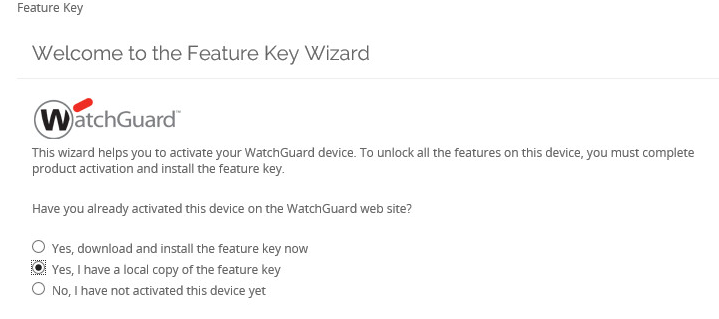 Feature Key
Welcome to the Feature Key Wizard
WatchGuard™
This wizard helps you to activate your WatchGuard device. To unlock all the features on this device, you must complete
product activation and install the feature key.
Have you already activated this device on the WatchGuard web site?
Yes, download and install the feature key now
Yes, I have a local copy of the feature key
No, I have not activated this device yet